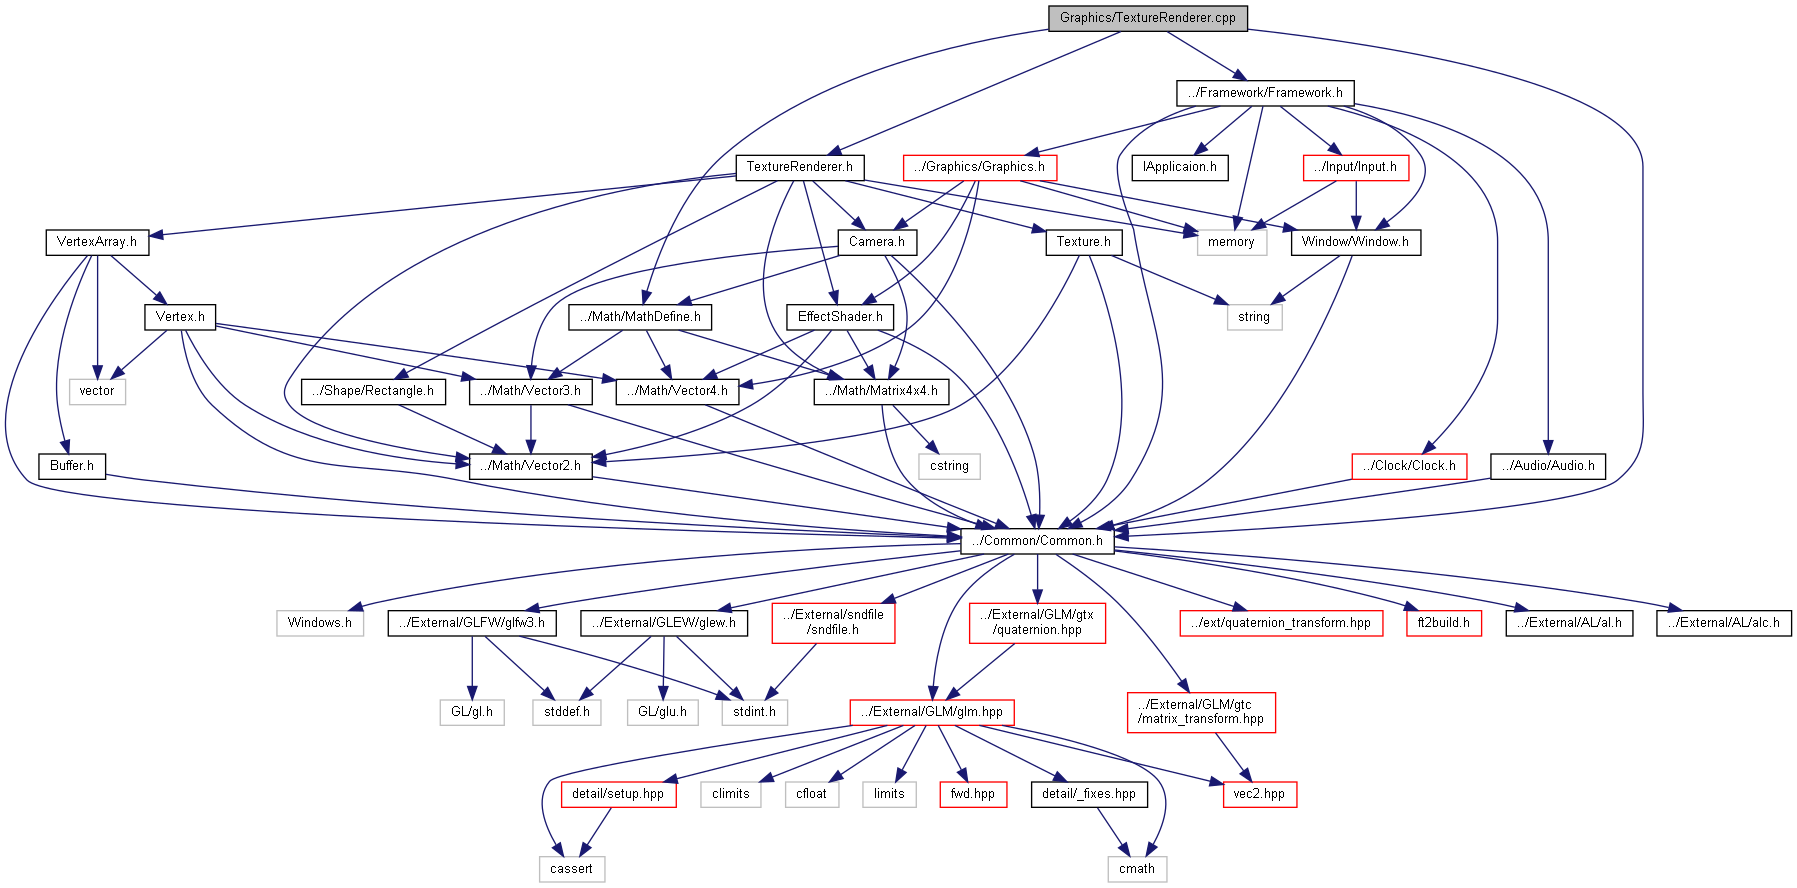 Graphics/TextureRenderer.cpp
../Framework/Framework.h
TextureRenderer.h
../Graphics/Graphics.h
IApplicaion.h
../Input/Input.h
VertexArray.h
Camera.h
Texture.h
memory
Window/Window.h
Vertex.h
../Math/MathDefine.h
EffectShader.h
string
vector
../Shape/Rectangle.h
../Math/Vector3.h
../Math/Vector4.h
../Math/Matrix4x4.h
Buffer.h
../Math/Vector2.h
cstring
../Clock/Clock.h
../Audio/Audio.h
../Common/Common.h
Windows.h
../External/GLFW/glfw3.h
../External/GLEW/glew.h
../External/sndfile
/sndfile.h
../External/GLM/gtx
/quaternion.hpp
../ext/quaternion_transform.hpp
ft2build.h
../External/AL/al.h
../External/AL/alc.h
GL/gl.h
stddef.h
GL/glu.h
stdint.h
../External/GLM/glm.hpp
../External/GLM/gtc
/matrix_transform.hpp
detail/setup.hpp
climits
cfloat
limits
fwd.hpp
detail/_fixes.hpp
vec2.hpp
cassert
cmath